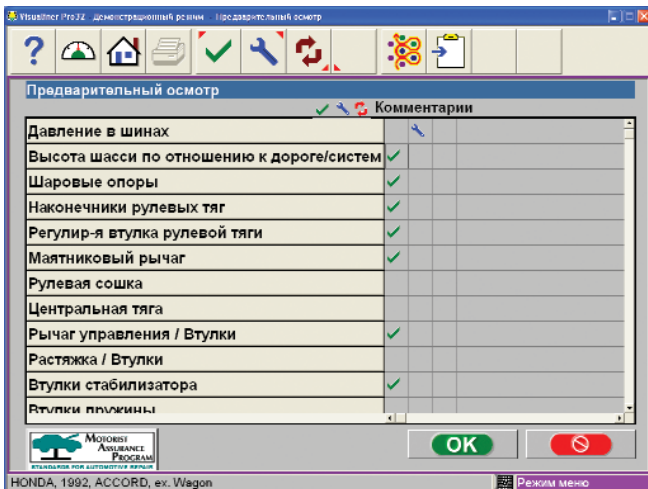 Visualiner Pro32 - Демонстрационный режим - Предварительный осмотр
?
Предварительный осмотр
Комментарии
Давление в шинах
Высота шасси по отношению к дороге/систем
Шаровые опоры
Наконечники рулевых тяг
Регулир-я втулка рулевой тяги
Маятниковый рычаг
Рулевая сошка
Центральная тяга
Рычаг управления / Втулки
Растяжка / Втулки
Втулки стабилизатора
Втулки пружины
MOTORIST
ASSURANCE
PROGRAM
STANDARDS FOR AUTOMOTIVE REPAIR
OK
HONDA, 1992, ACCORD, ex. Wagon
Режим меню